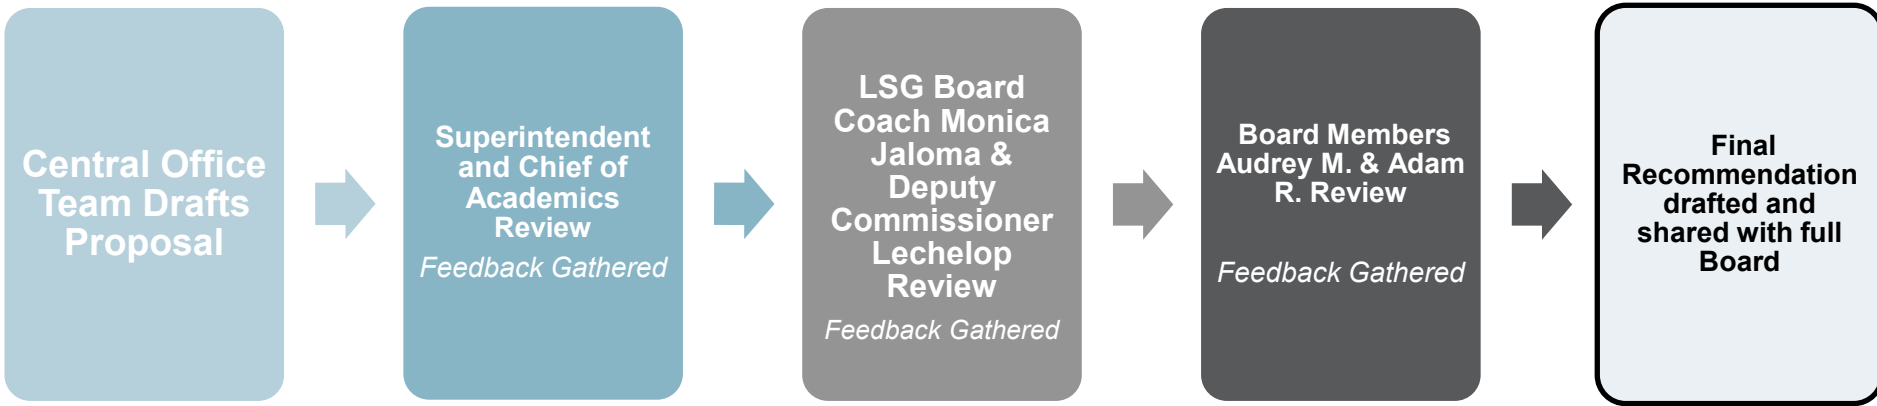 Central Office
Team Drafts
Proposal
Superintendent
and Chief of
Academics
Review
Feedback Gathered
LSG Board
Coach Monica
Jaloma &
Deputy
Commissioner
Lechelop
Review
Feedback Gathered
Board Members
Audrey M. & Adam
R. Review
Feedback Gathered
Final
Recommendation
drafted and
shared with full
Board